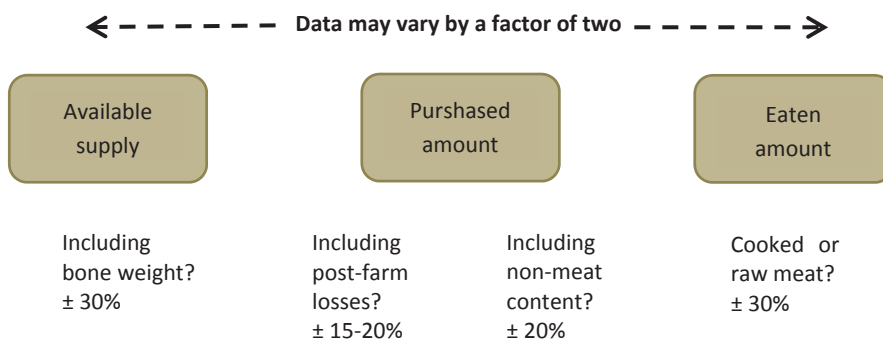 Data may vary by a factor of two
Available
supply
Purshased
amount
Eaten
amount
Including
bone weight?
± 30%
Including
post-farm
losses?
± 15-20%
Including
non-meat
content?
± 20%
Cooked or
raw meat?
± 30%